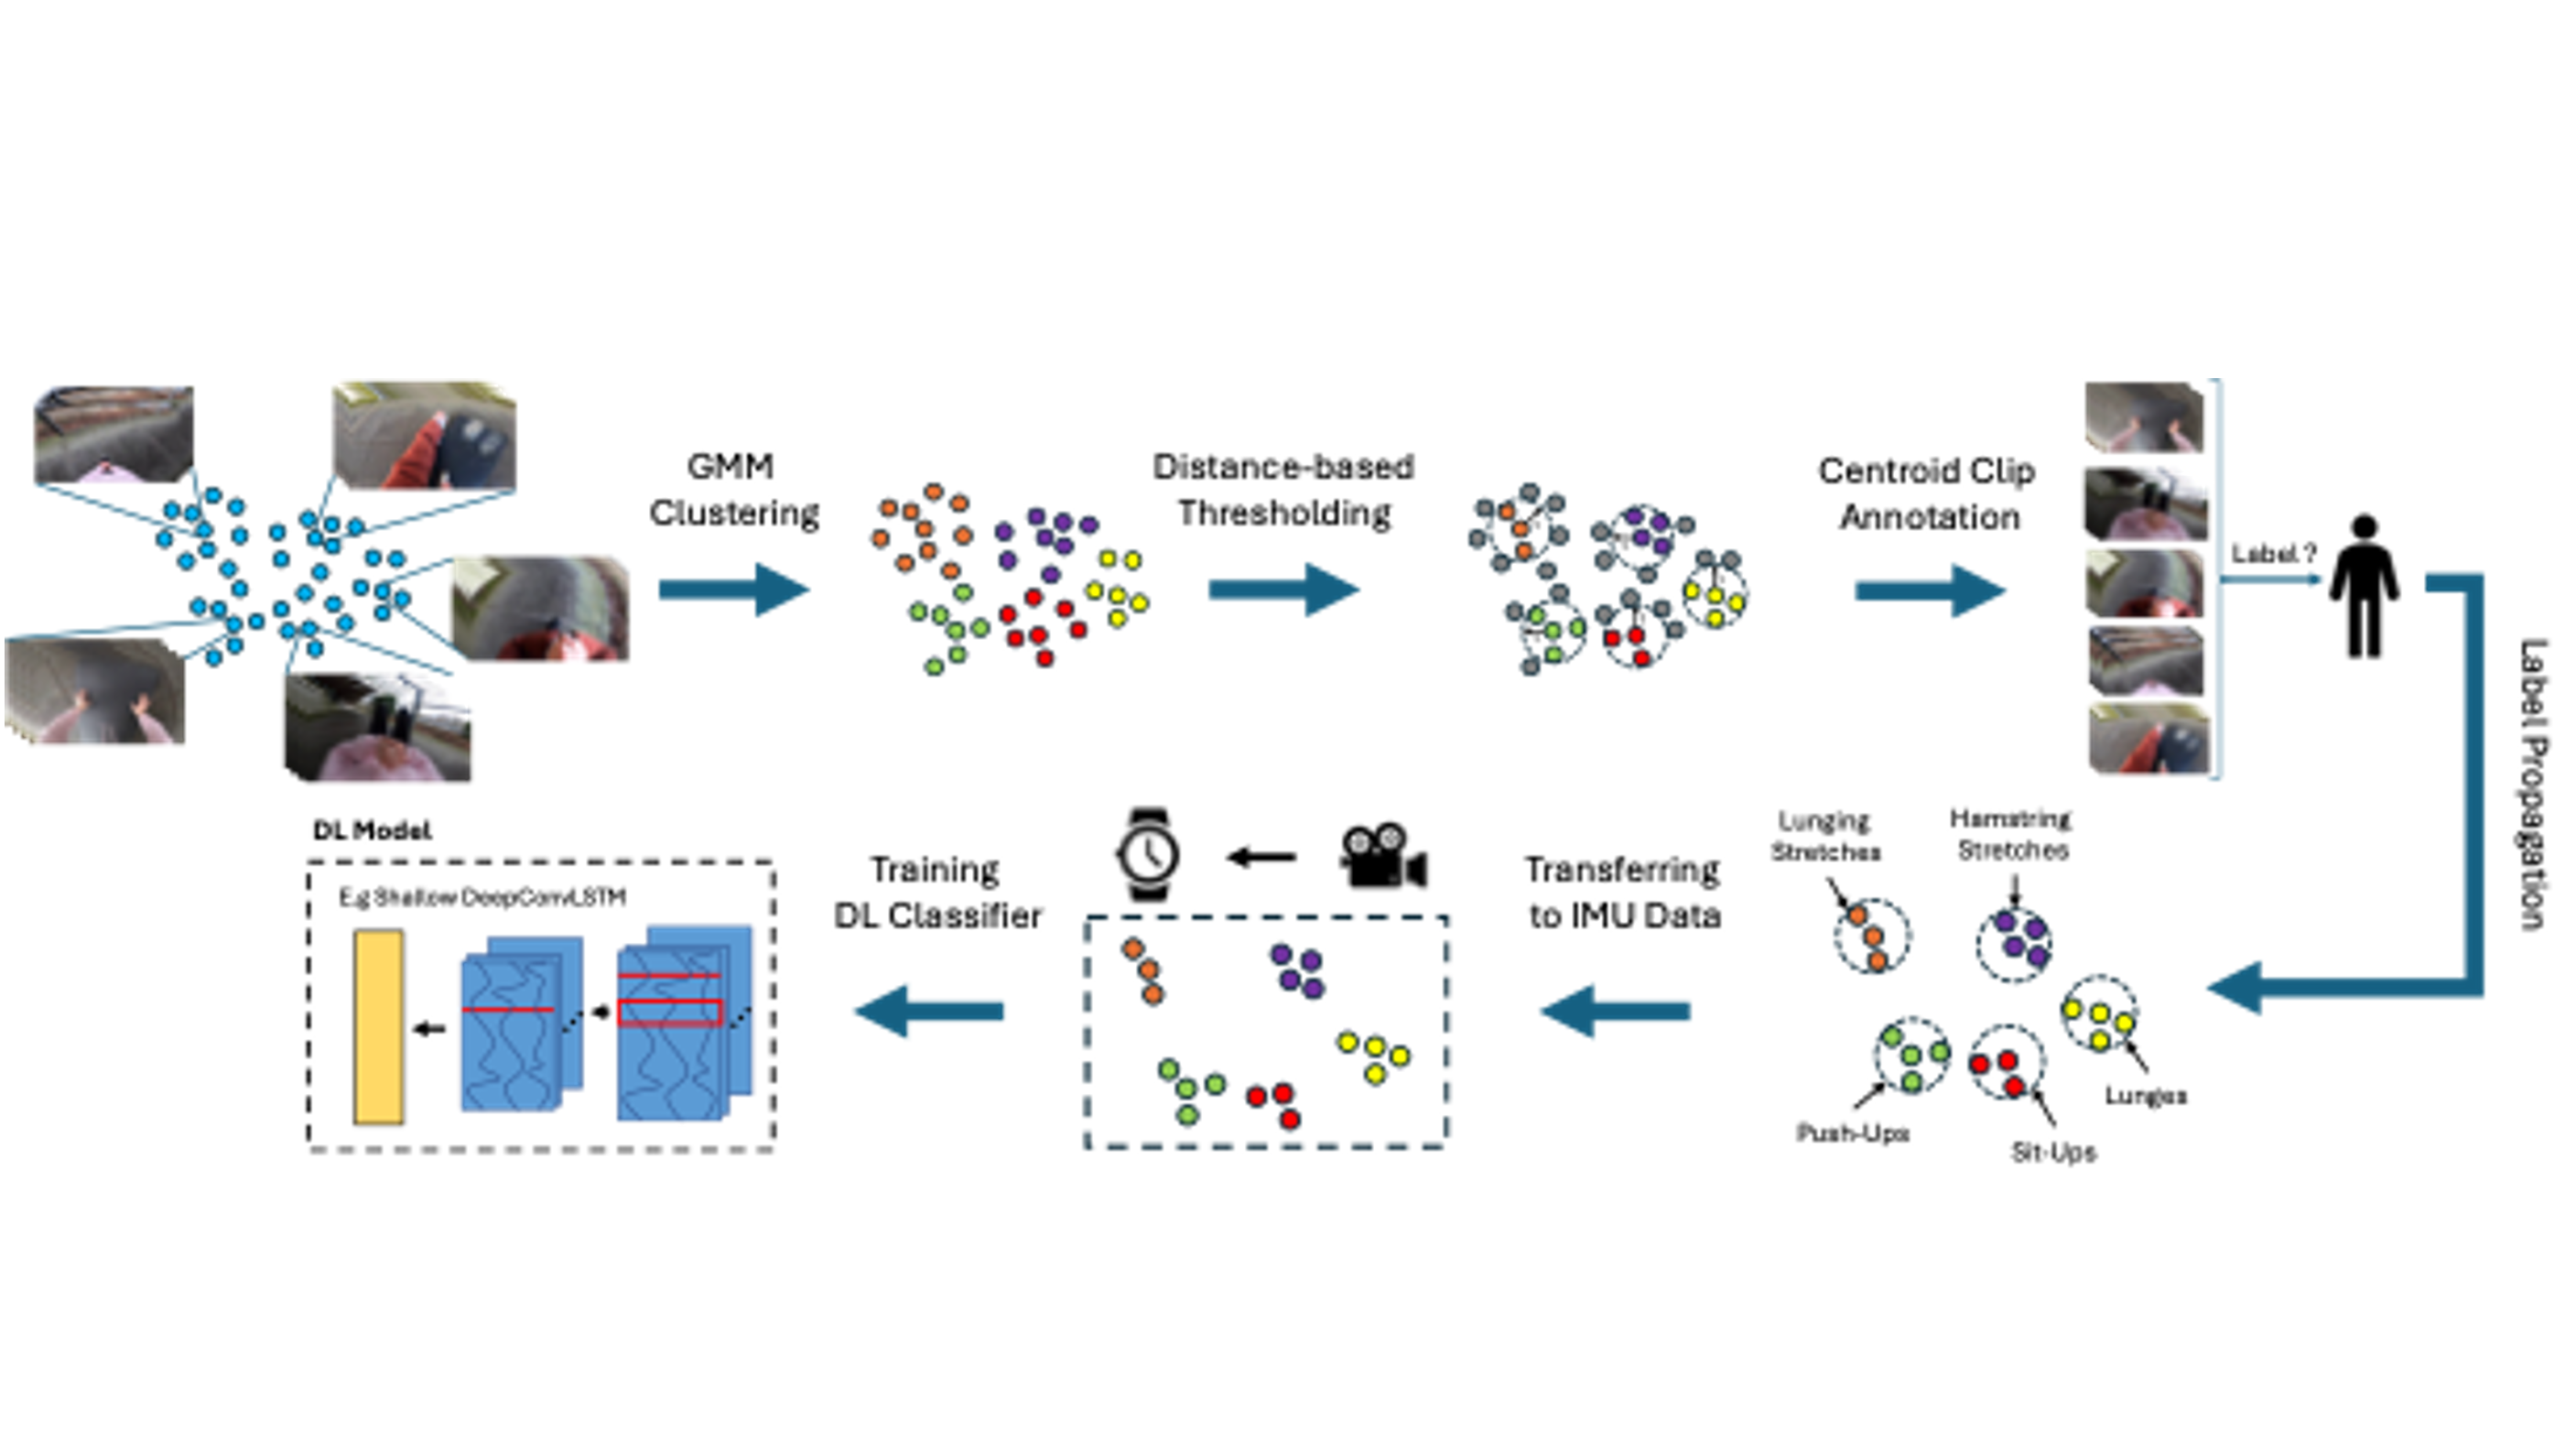 GMM
Clustering
Distance-based
Thresholding
Centroid Clip
Annotation
Label?
Label Propagation
Lunging
Stretches
Hamstring
Stretches
Lunges
Push-Ups
Sit-Ups
Transferring
to IMU Data
Training
DL Classifier
DL Model
E.g Shallow DeepConvLSTM